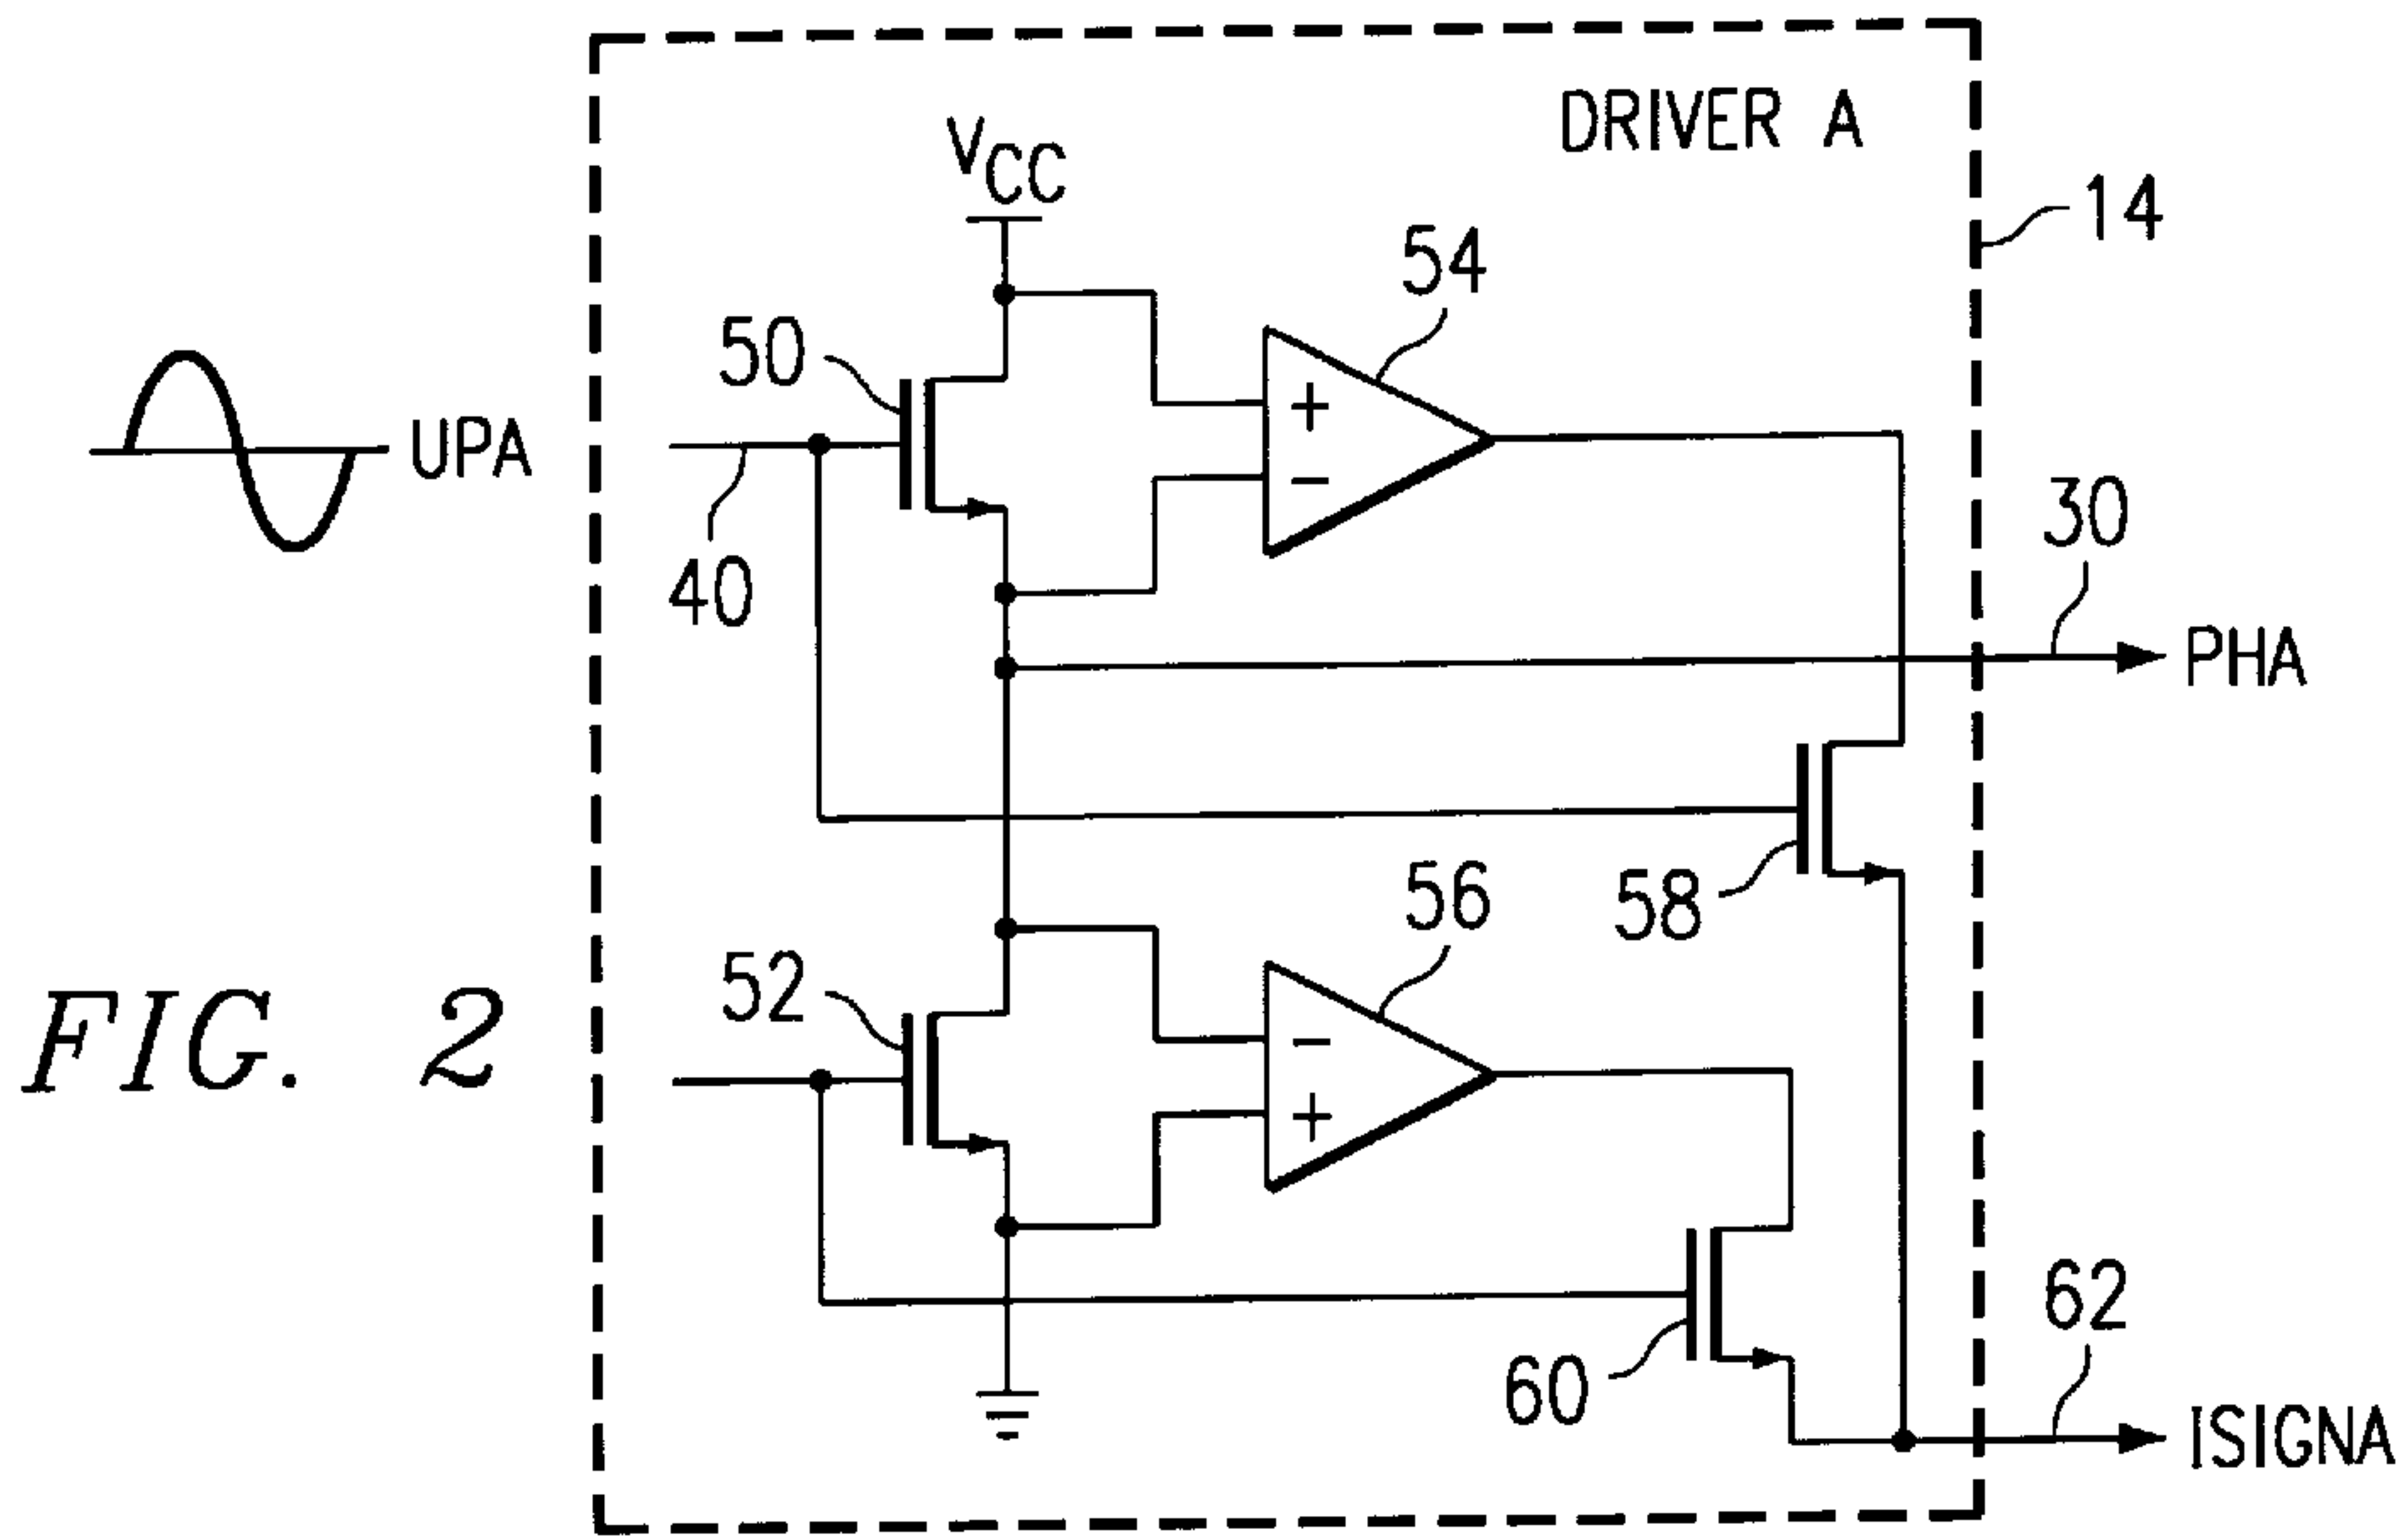 DRIVER A
VCC
14
54
50
+
−
UPA
30
40
PHA
56
58
52
−
+
FIG. 2
62
60
ISIGNA